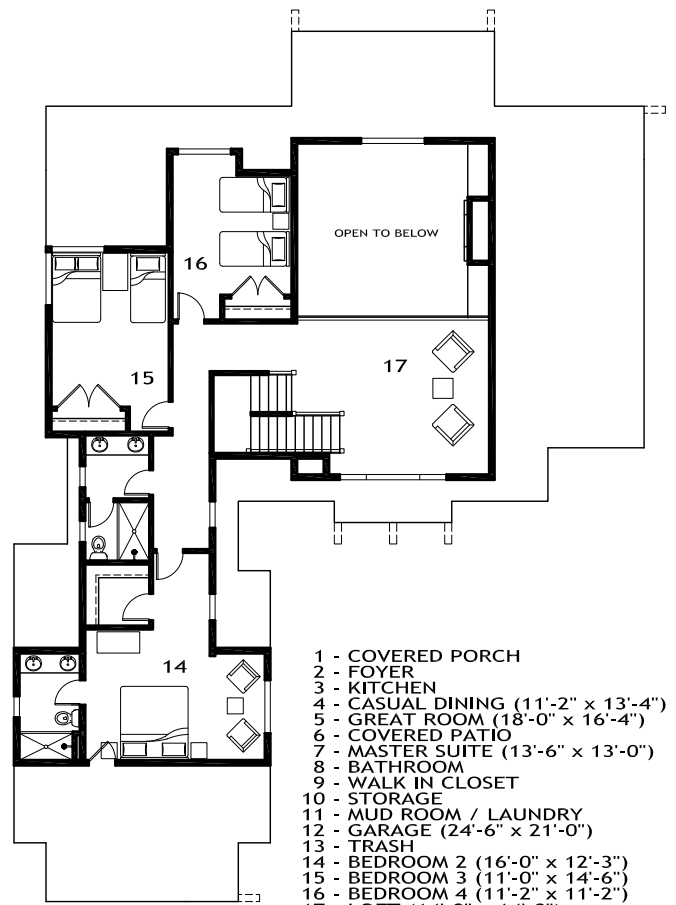 16
OPEN TO BELOW
15
17
14
1 - COVERED PORCH
2 - FOYER
3 - KITCHEN
4 - CASUAL DINING (11'-2" x 13'-4")
5 - GREAT ROOM (18'-0" x 16'-4")
6 - COVERED PATIO
7 - MASTER SUITE (13'-6" x 13'-0")
8 - BATHROOM
9 - WALK IN CLOSET
10 - STORAGE
11 - MUD ROOM / LAUNDRY
12 - GARAGE (24'-6" x 21'-0")
13 - TRASH
14 - BEDROOM 2 (16'-0" x 12'-3")
15 - BEDROOM 3 (11'-0" x 14'-6")
16 - BEDROOM 4 (11'-2" x 11'-2")
17 - LOFT